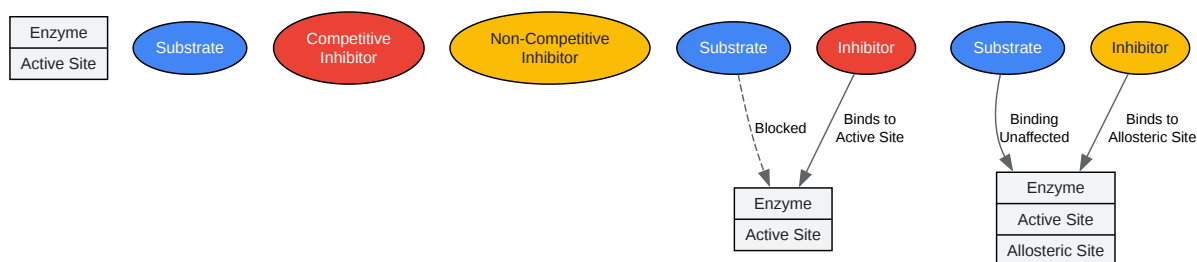 Enzyme
Active Site
Substrate
Competitive
Inhibitor
Non-Competitive
Inhibitor
Substrate
Inhibitor
Blocked
Binds to
Active Site
Enzyme
Active Site
Substrate
Inhibitor
Binding
Unaffected
Binds to
Allosteric Site
Enzyme
Active Site
Allosteric Site